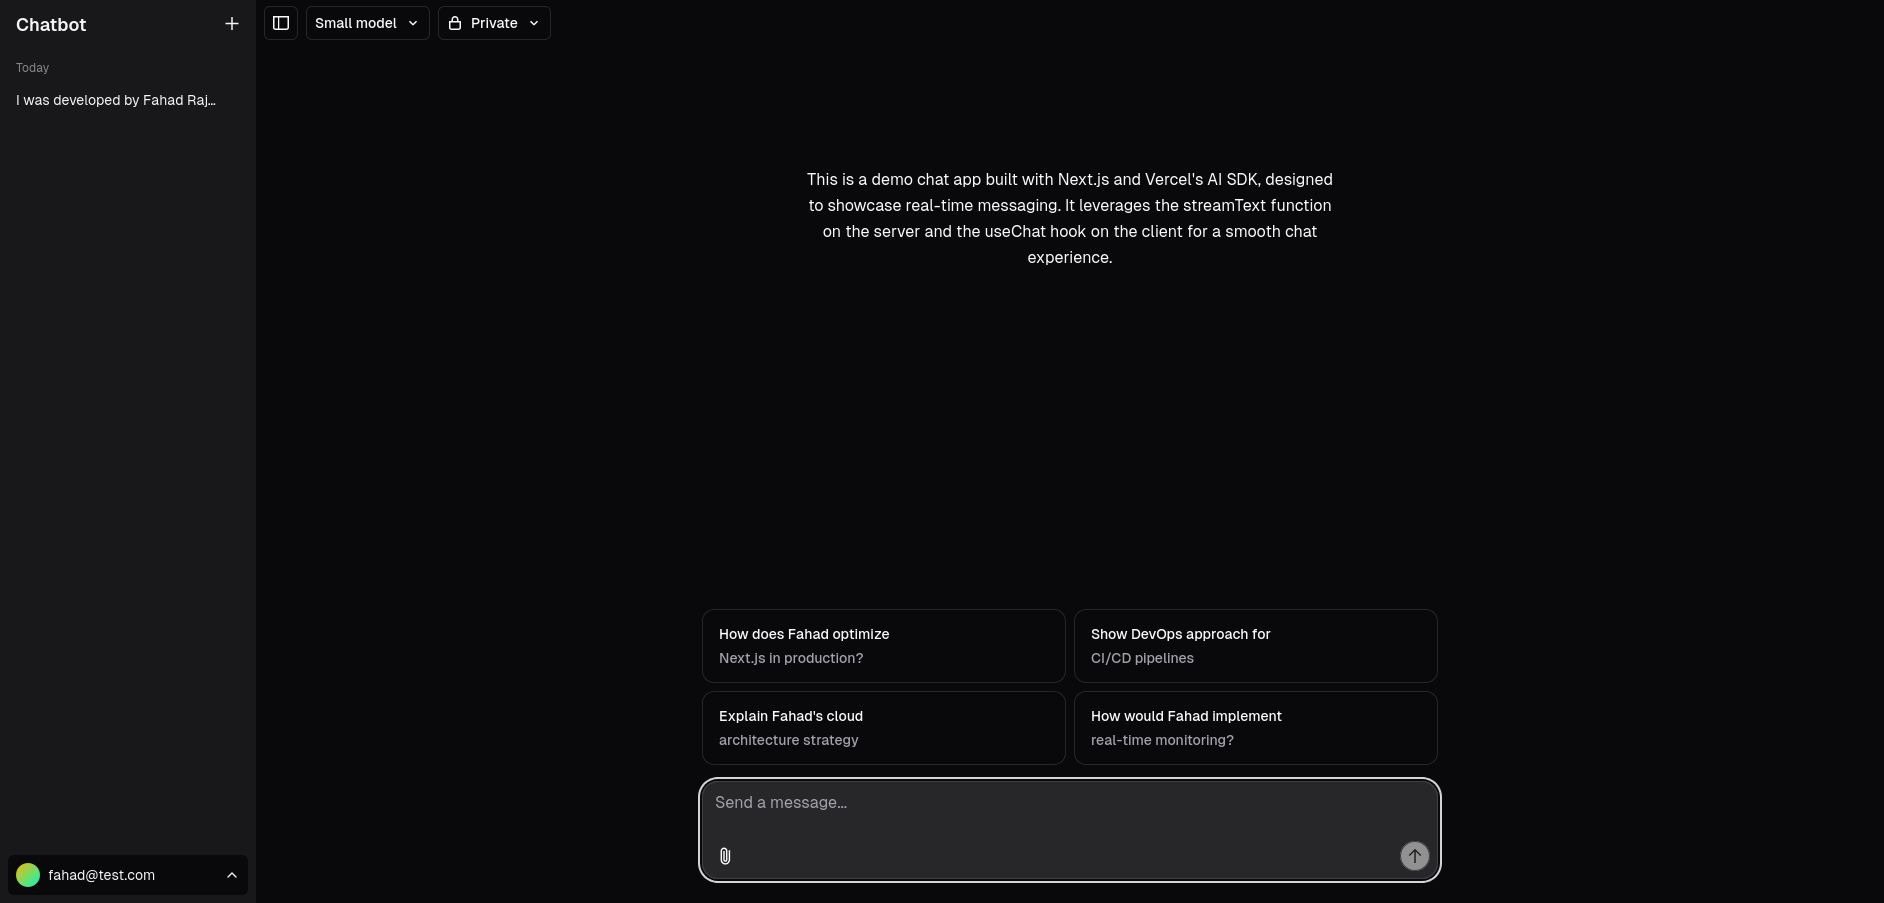 Chatbot
Today
I was developed by Fahad Raj...
fahad@test.com
Small model
Private
This is a demo chat app built with Next.js and Vercel's AI SDK, designed
to showcase real-time messaging. It leverages the streamText function
on the server and the useChat hook on the client for a smooth chat
experience.
How does Fahad optimize
Next.js in production?
Show DevOps approach for
CI/CD pipelines
Explain Fahad's cloud
architecture strategy
How would Fahad implement
real-time monitoring?
Send a message...